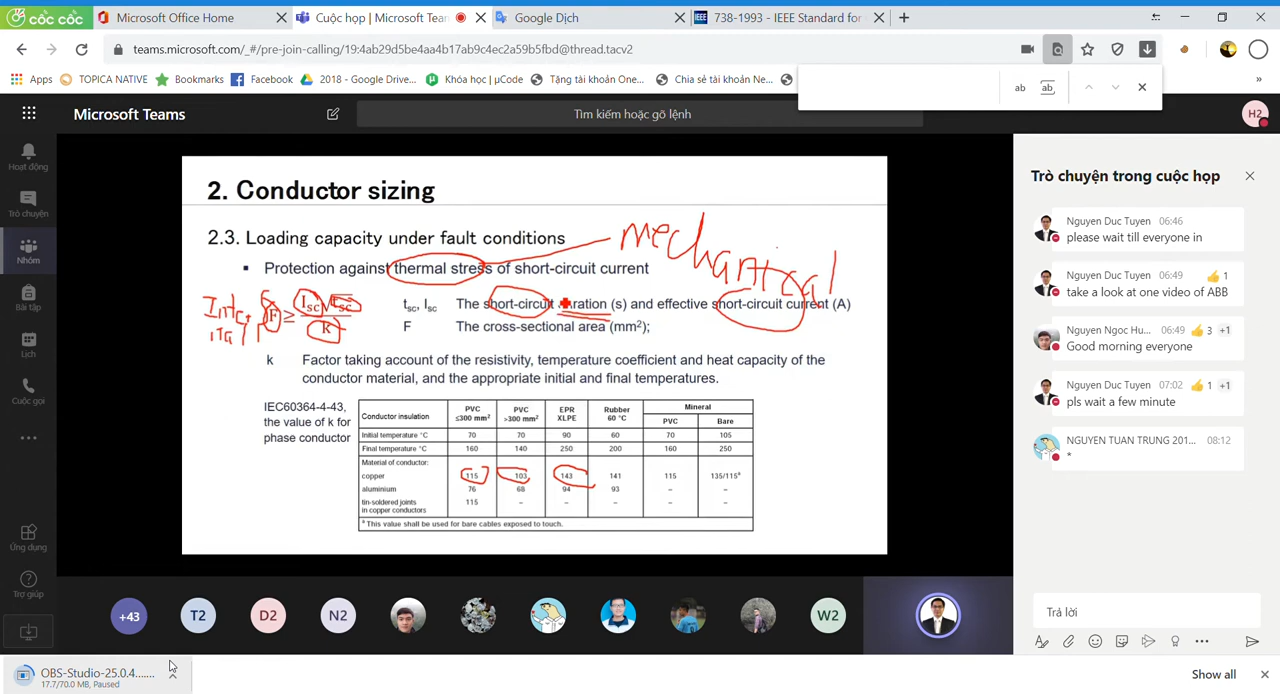 cốc cốc
Microsoft Office Home
Cuộc họp | Microsoft Tear
Google Dịch
IEEE
738-1993 - IEEE Standard for
teams.microsoft.com/_#/pre-join-calling/19:4ab29d5be4aa4b17ab9c4ec2a59b5fbd@thread.tacv2
Apps
TOPICA NATIVE
Bookmarks
Facebook
2018 - Google Drive...
Khóa học | μCode
Tặng tài khoản One...
Chia sẻ tài khoản Ne...
»
ab
ab
Microsoft Teams
Tìm kiếm hoặc gõ lệnh
H2
Hoạt động
Trò chuyện
Nhóm
Bài tập
Lịch
Cuộc gọi
Ứng dụng
Trợ giúp
2. Conductor sizing
2.3. Loading capacity under fault conditions
mechanical
▪ Protection against thermal stress of short-circuit current
F ≥ Isc √tsc / k
tsc, Isc The short-circuit duration (s) and effective short-circuit current (A)
F The cross-sectional area (mm²);
k Factor taking account of the resistivity, temperature coefficient and heat capacity of the
conductor material, and the appropriate initial and final temperatures.
IEC60364-4-43,
the value of k for
phase conductor
Conductor insulation PVC ≤300 mm² PVC >300 mm² EPR XLPE Rubber 60 °C Mineral
PVC Bare
Initial temperature °C 70 70 90 60 70 105
Final temperature °C 160 140 250 200 160 250
Material of conductor:
copper 115 103 143 141 115 135/115ª
aluminium 76 68 94 93 – –
tin-soldered joints
in copper conductors 115 – – – – –
ª This value shall be used for bare cables exposed to touch.
+43
T2
D2
N2
W2
Trò chuyện trong cuộc họp
Nguyen Duc Tuyen 06:46
please wait till everyone in
Nguyen Duc Tuyen 06:49 1
take a look at one video of ABB
Nguyen Ngoc Hu... 06:49 3 +1
Good morning everyone
Nguyen Duc Tuyen 07:02 1 +1
pls wait a few minute
NGUYEN TUAN TRUNG 201... 08:12
*
Trả lời
OBS-Studio-25.0.4.......
17.7/70.0 MB, Paused
Show all